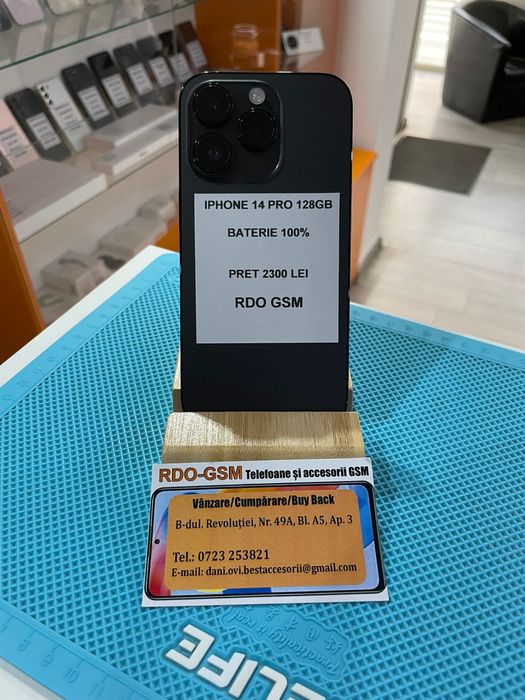 IPHONE 14 PRO 128GB
BATERIE 100%
PRET 2300 LEI
RDO GSM
RDO-GSM Telefoane și accesorii GSM
Vânzare/Cumpărare/Buy Back
B-dul. Revoluției, Nr. 49A, Bl. A5, Ap. 3
Tel.: 0723 253821
E-mail: dani.ovi.bestaccesorii@gmail.com
ELIFE